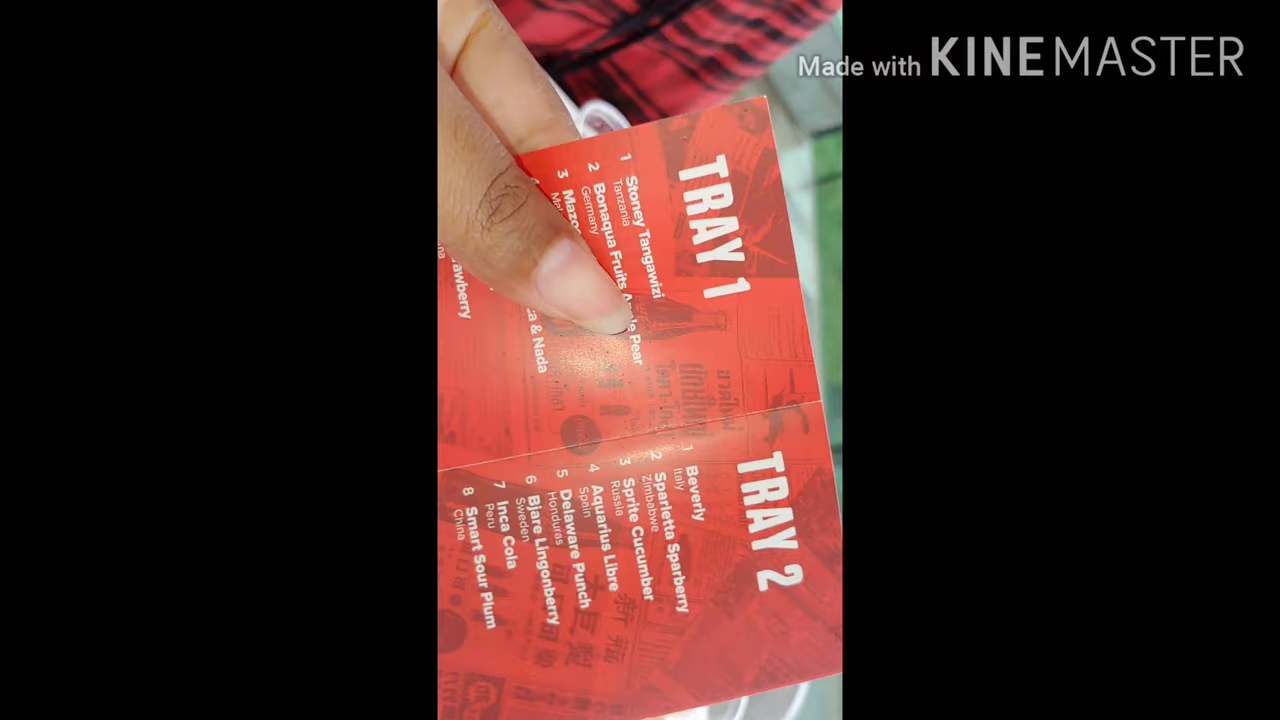 Made with KINEMASTER
TRAY 1
1 Stoney Tangawizi
Tanzania
2 Bonaqua Fruits Apple Pear
Germany
3
& Nada
TRAY 2
1 Beverly
Italy
2 Sparletta Sparberry
Zimbabwe
3 Sprite Cucumber
Russia
4 Aquarius Libre
Spain
5 Delaware Punch
Honduras
6 Bjare Lingonberry
Sweden
7 Inca Cola
Peru
8 Smart Sour Plum
China